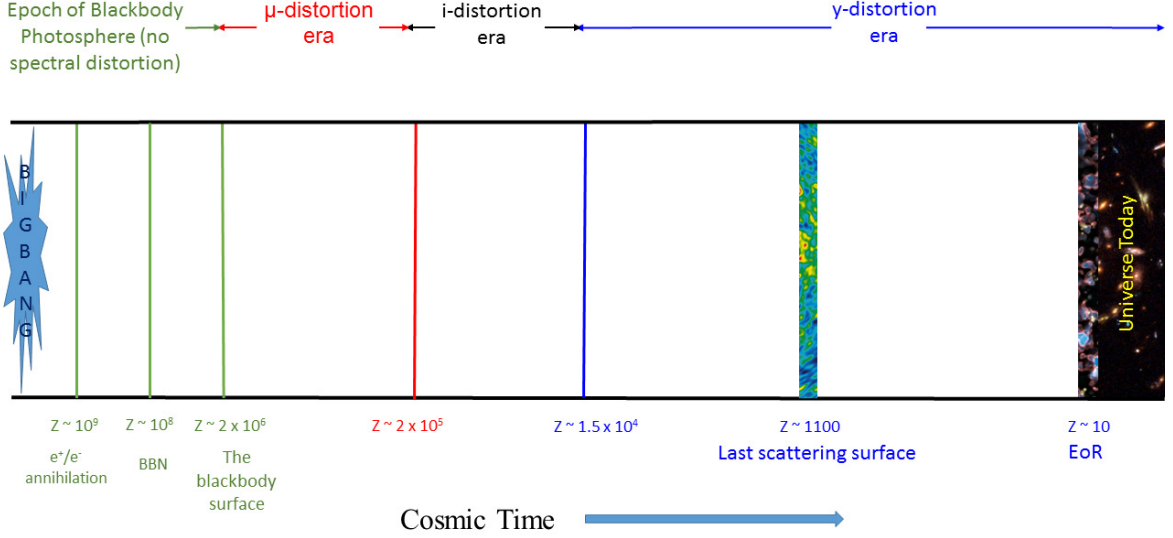 Epoch of Blackbody
Photosphere (no
spectral distortion)
μ-distortion
era
i-distortion
era
y-distortion
era
BIGBANG
Universe Today
Z ~ 10⁹
Z ~ 10⁸
Z ~ 2 x 10⁶
Z ~ 2 x 10⁵
Z ~ 1.5 x 10⁴
Z ~ 1100
Z ~ 10
e⁺/e⁻
annihilation
BBN
The
blackbody
surface
Last scattering surface
EoR
Cosmic Time